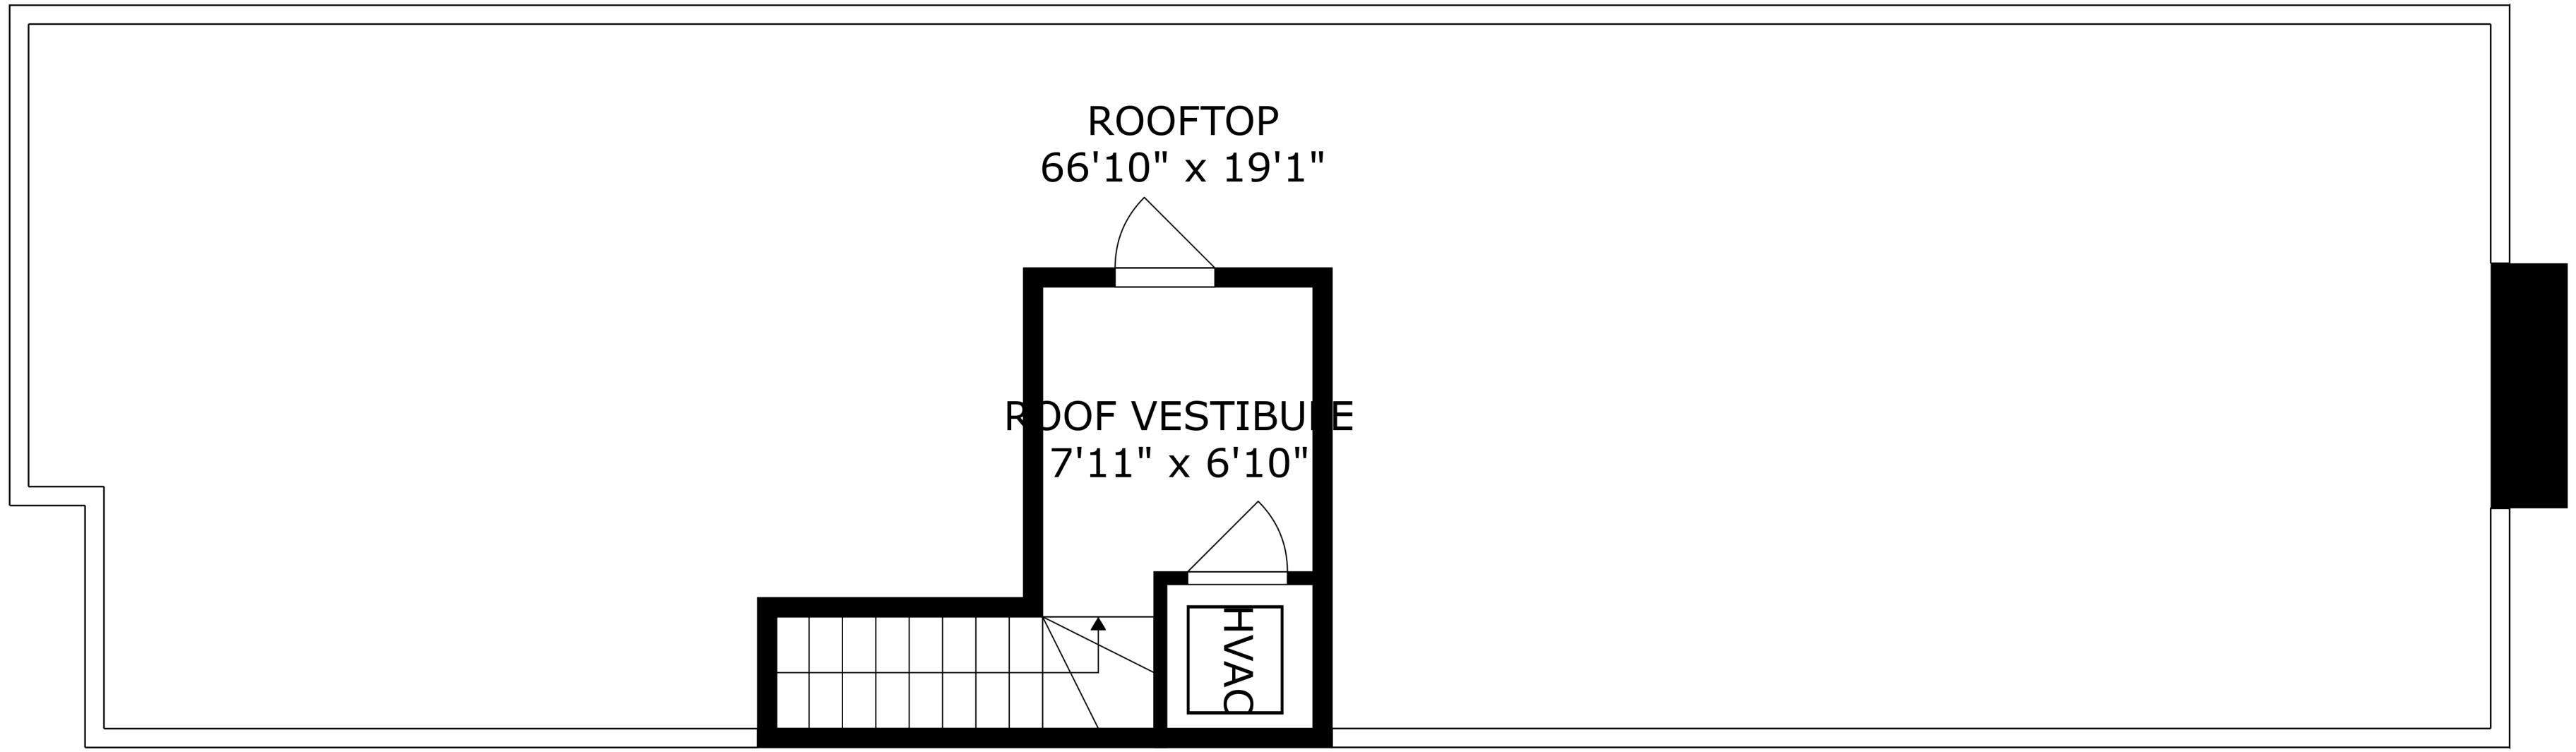 ROOFTOP
66'10" x 19'1"
ROOF VESTIBULE
7'11" x 6'10"
HVAC